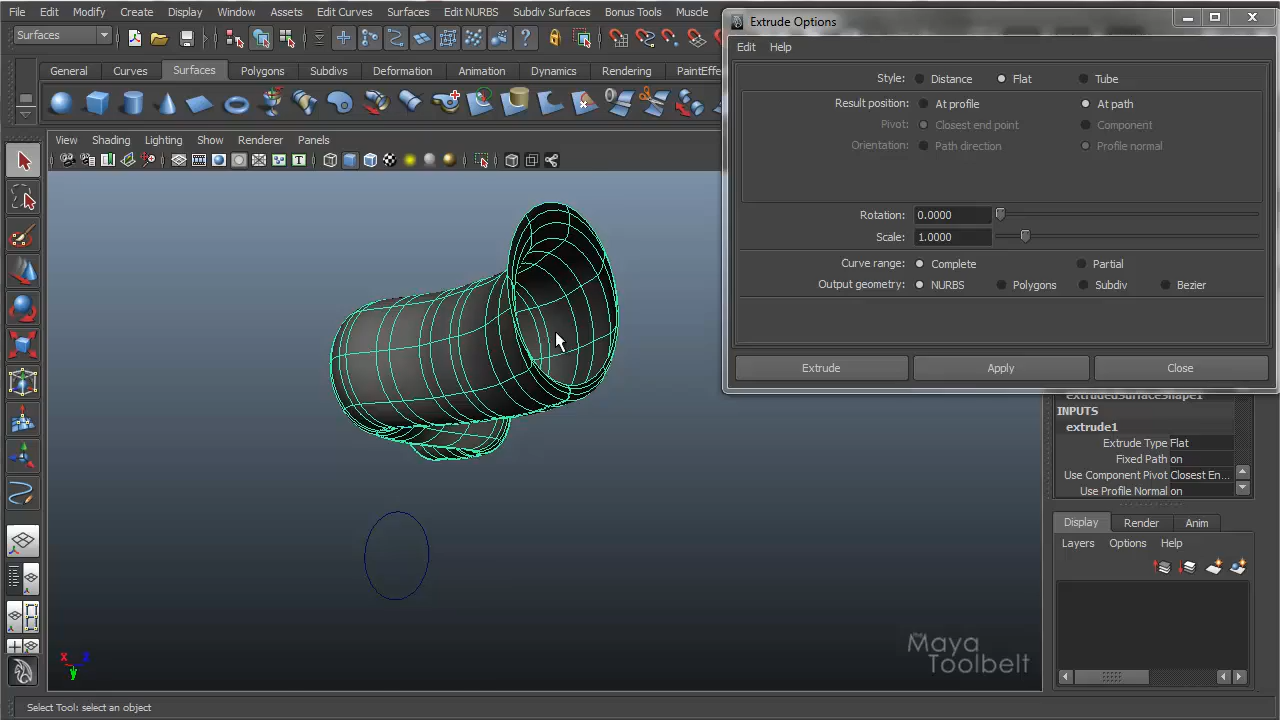 File Edit Modify Create Display Window Assets Edit Curves Surfaces Edit NURBS Subdiv Surfaces Bonus Tools Muscle
Surfaces
General Curves Surfaces Polygons Subdivs Deformation Animation Dynamics Rendering PaintEffe
View Shading Lighting Show Renderer Panels
Extrude Options
Edit Help
Style: Distance Flat Tube
Result position: At profile At path
Pivot: Closest end point Component
Orientation: Path direction Profile normal
Rotation: 0.0000
Scale: 1.0000
Curve range: Complete Partial
Output geometry: NURBS Polygons Subdiv Bezier
Extrude Apply Close
extrudedSurfaceShape1
INPUTS
extrude1
Extrude Type Flat
Fixed Path on
Use Component Pivot Closest En...
Use Profile Normal on
Display Render Anim
Layers Options Help
x z
y
the
Maya
Toolbelt
Select Tool: select an object